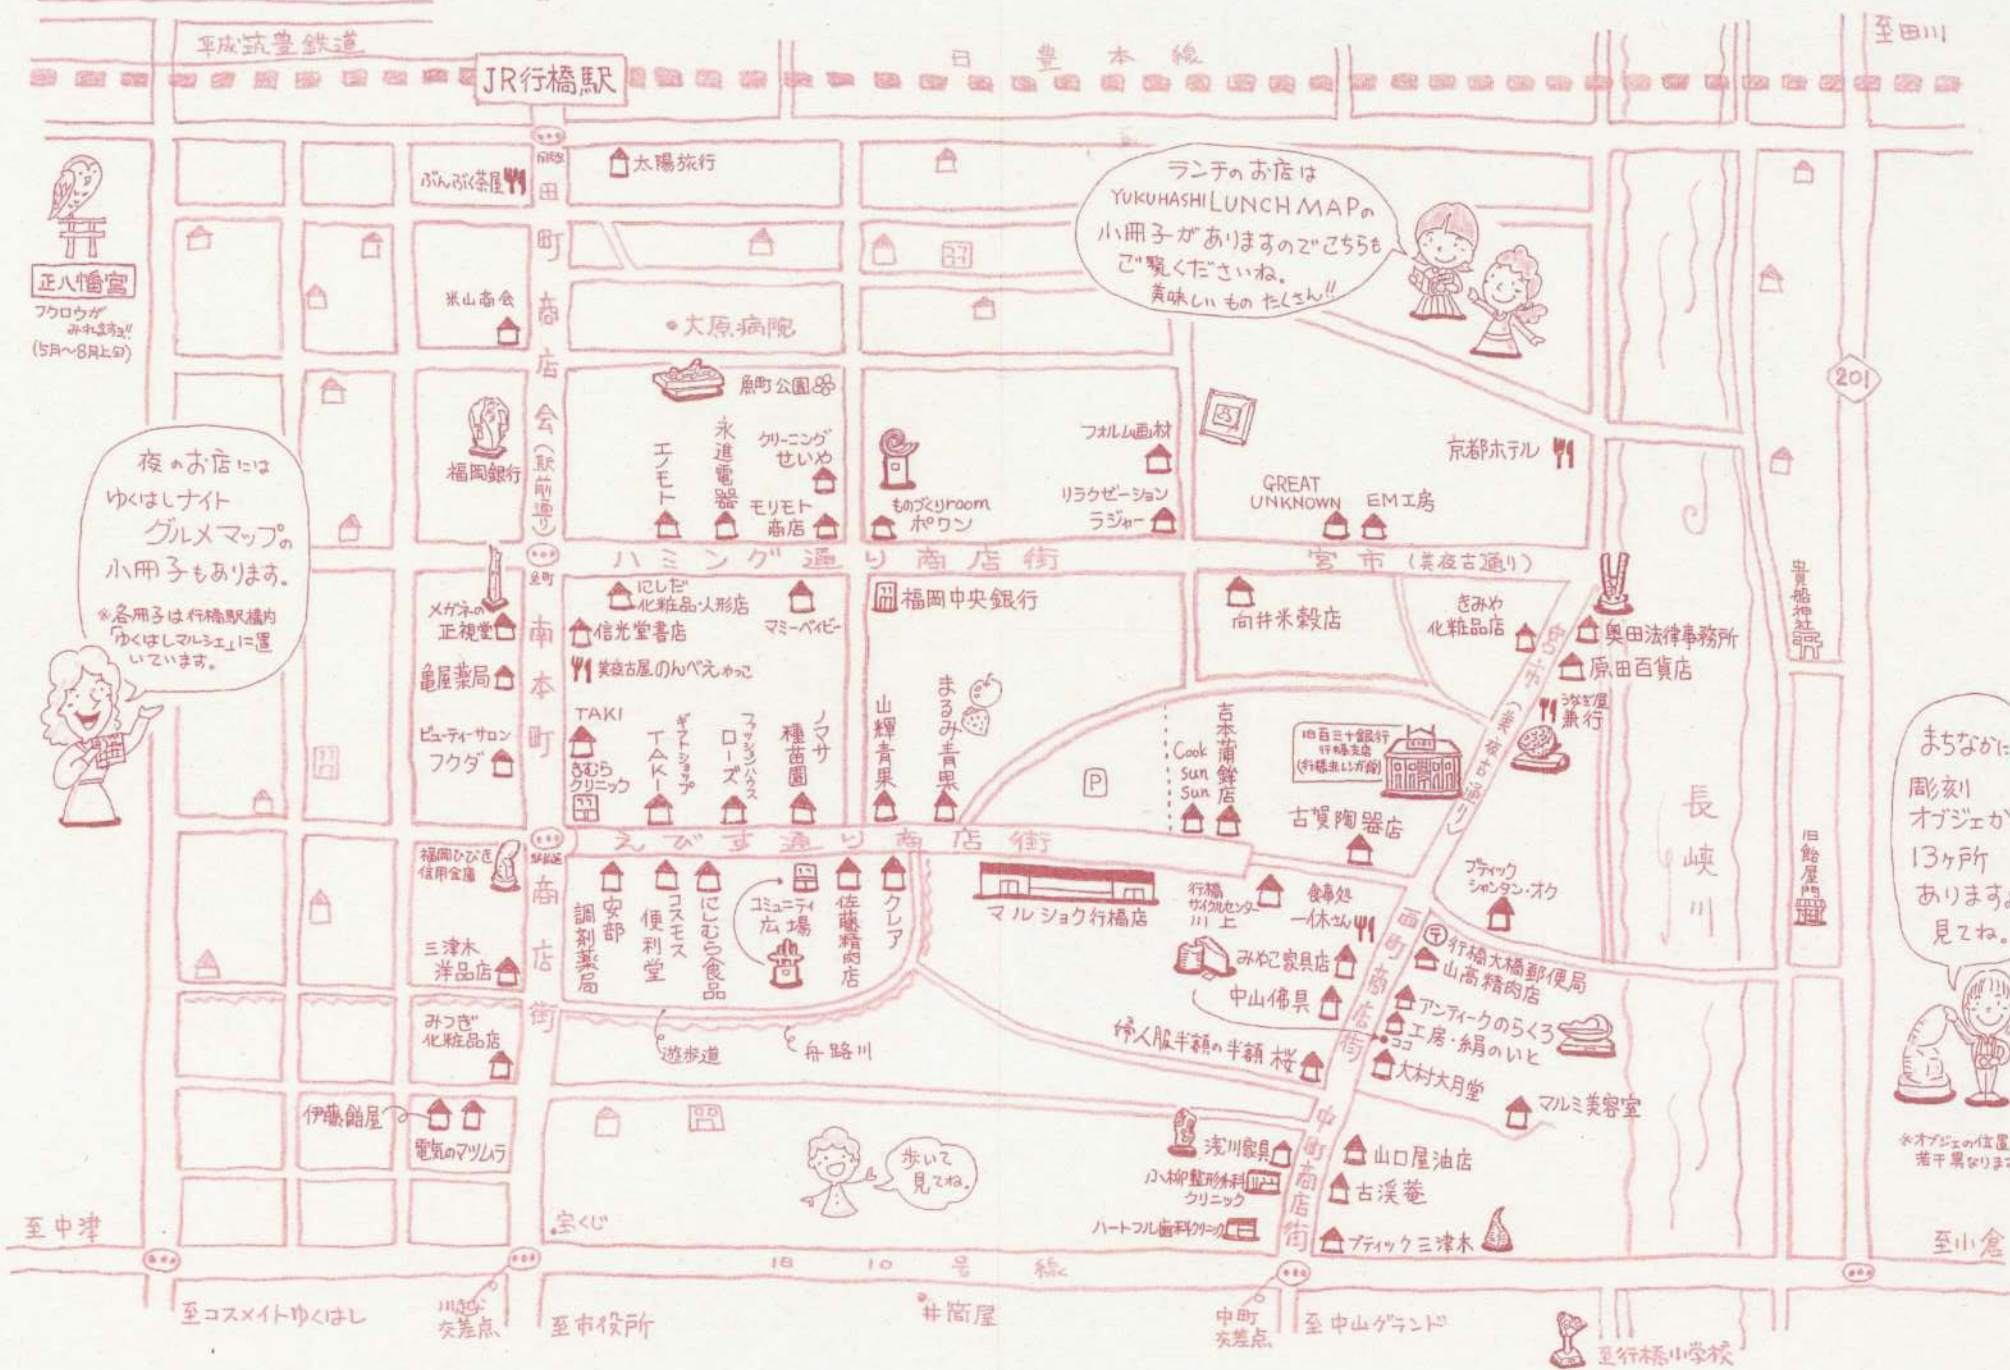 平成筑豊鉄道
JR行橋駅
日豊本線
至田川
正八幡宮
フクロウが
みれますョ!!
(5月〜8月上旬)
ぶんぶく茶屋
太陽旅行
田町商店会(駅前通り)
米山商会
大原病院
ランチのお店は
YUKUHASHI LUNCH MAPの
小冊子がありますのでこちらも
ご覧くださいね。
美味しいもの たくさん!!
201
夜のお店には
ゆくはしナイト
グルメマップの
小冊子もあります。
※各冊子は行橋駅構内
「ゆくはしマルシェ」に置
いています。
福岡銀行
魚町公園
エノモト
永進電器
クリーニング
せいや
モリモト
商店
ものづくりroom
ポワン
フォルム画材
リラクゼーション
ラジャー
GREAT
UNKNOWN
EM工房
京都ホテル
ハミング通り商店街
宮市(美夜古通り)
魚町
南本町商店街
メガネの
正視堂
亀屋薬局
ビューティーサロン
フクダ
にしだ
化粧品・人形店
マミーベイビー
信光堂書店
美夜古屋のんべえやっこ
TAKI
きむら
クリニック
ギフトショップ
TAKI
ファッションハウス
ローズ
ノマサ
種苗園
福岡中央銀行
山輝青果
まるみ青果
向井米穀店
きみや
化粧品店
奥田法律事務所
原田百貨店
うなぎ屋
兼行
宮市(美夜古通り)
旧百三十銀行
行橋支店
(行橋赤レンガ館)
Cook
Sun
Sun
吉本蒲鉾店
古賀陶器店
P
貴船神社
長峡川
旧飴屋門
まちなかに
彫刻
オブジェが
13ヶ所
あります。
見てね。
※オブジェの位置
若干異なります
えびす通り商店街
福岡ひびき
信用金庫
三津木
洋品店
みつぎ
化粧品店
安部
調剤薬局
コスモス
便利堂
にしむら食品
コミュニティ
広場
佐藤精肉店
クレア
マルショク行橋店
行橋
サイクルセンター
川上
食事処
一休さん
ブティック
シャンタン・オク
西町商店街
みやこ家具店
中山佛具
婦人服半額の半額 桜
行橋大橋郵便局
山高精肉店
アンティークのらくろ
工房・絹のいと
ココ
大村大月堂
マルミ美容室
遊歩道
舟路川
伊藤飴屋
電気のマツムラ
歩いて
見てね。
中町商店街
浅川家具
小柳整形外科
クリニック
ハートフル歯科クリニック
山口屋油店
古渓菴
ブティック三津木
宝くじ
至中津
旧10号線
至小倉
至コスメイトゆくはし
交差点
至市役所
井筒屋
中町
交差点
至中山グランド
至行橋小学校